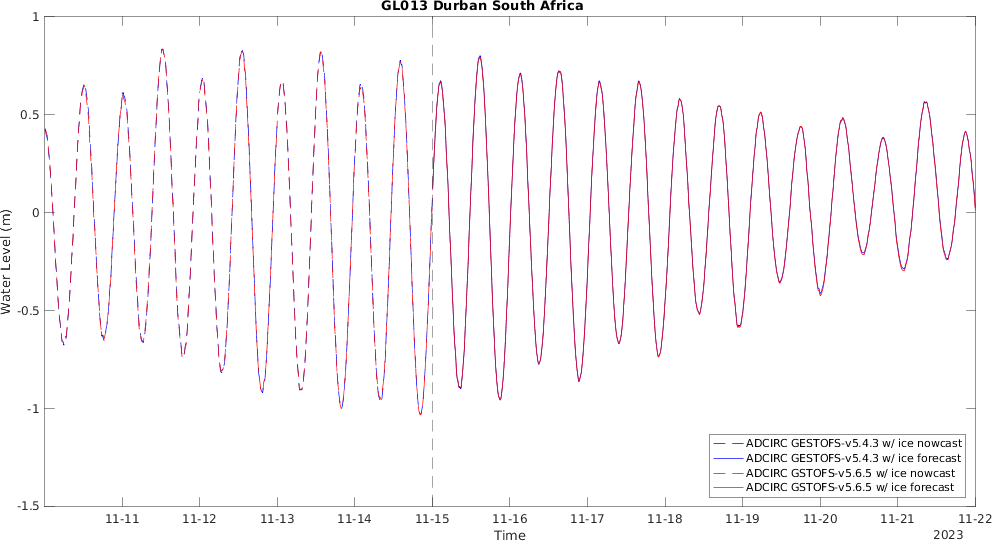 GL013 Durban South Africa
1
0.5
0
-0.5
-1
-1.5
Water Level (m)
11-11
11-12
11-13
11-14
11-15
11-16
11-17
11-18
11-19
11-20
11-21
11-22
Time
2023
ADCIRC GESTOFS-v5.4.3 w/ ice nowcast
ADCIRC GESTOFS-v5.4.3 w/ ice forecast
ADCIRC GSTOFS-v5.6.5 w/ ice nowcast
ADCIRC GSTOFS-v5.6.5 w/ ice forecast